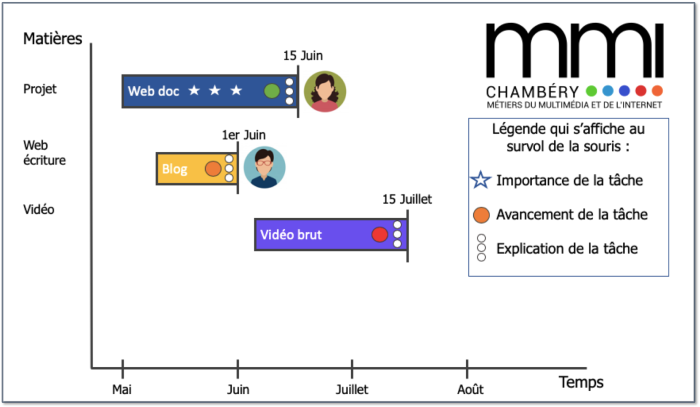 Matières
15 Juin
mmi
Projet
Web doc
CHAMBÉRY
MÉTIERS DU MULTIMÉDIA ET DE L'INTERNET
Légende qui s'affiche au
survol de la souris :
1er Juin
Web
écriture
Blog
Importance de la tâche
15 Juillet
Vidéo
Avancement de la tâche
Vidéo brut
Explication de la tâche
Mai
Juin
Juillet
Août
Temps